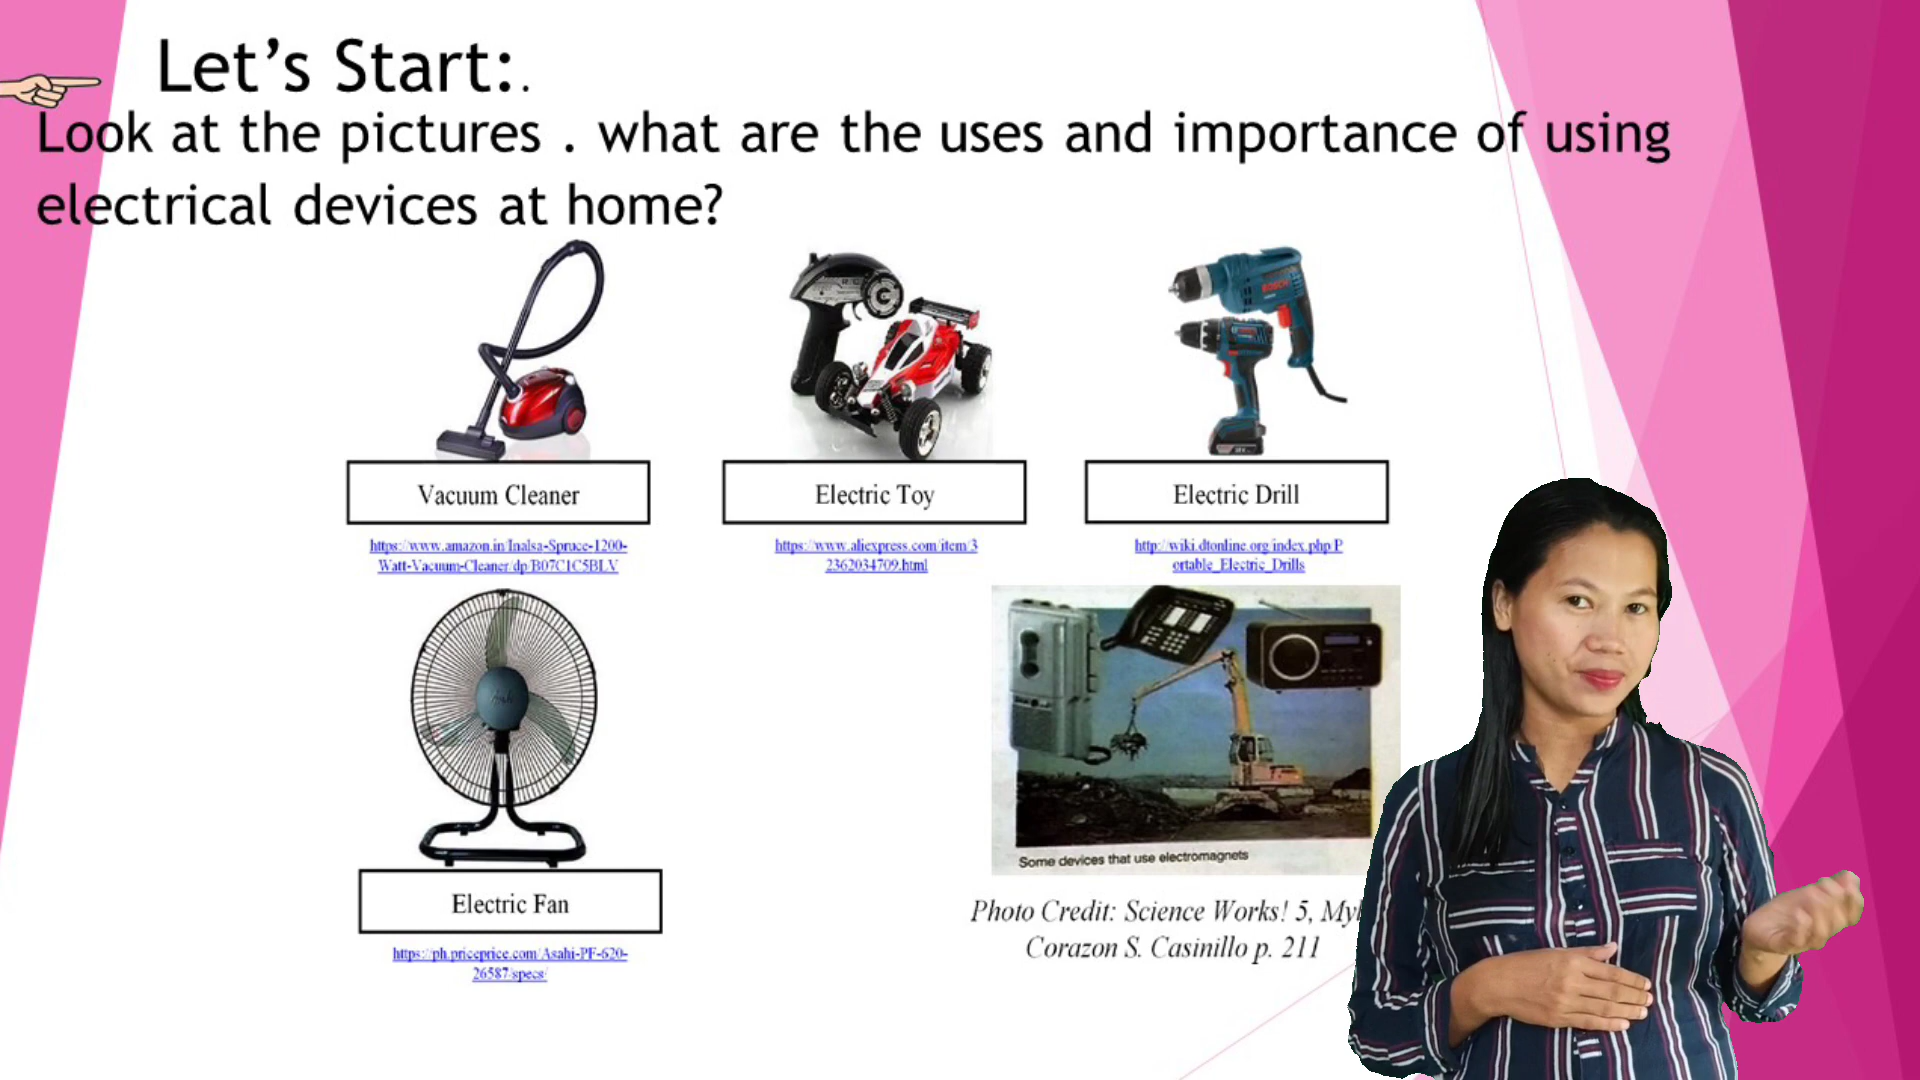 Let's Start:.
Look at the pictures . what are the uses and importance of using
electrical devices at home?
BOSCH
Vacuum Cleaner
Electric Toy
Electric Drill
https://www.amazon.in/Inalsa-Spruce-1200-
Watt-Vacuum-Cleaner/dp/B07C1C5BLV
https://www.aliexpress.com/item/3
2362034709.html
http://wiki.dtonline.org/index.php P
ortable_Electric_Drills
Some devices that use electromagnets
Electric Fan
Photo Credit: Science Works! 5,
Corazon S. Casinillo p. 211
https://ph.priceprice.com/Asahi-PF-620-
26587/specs/